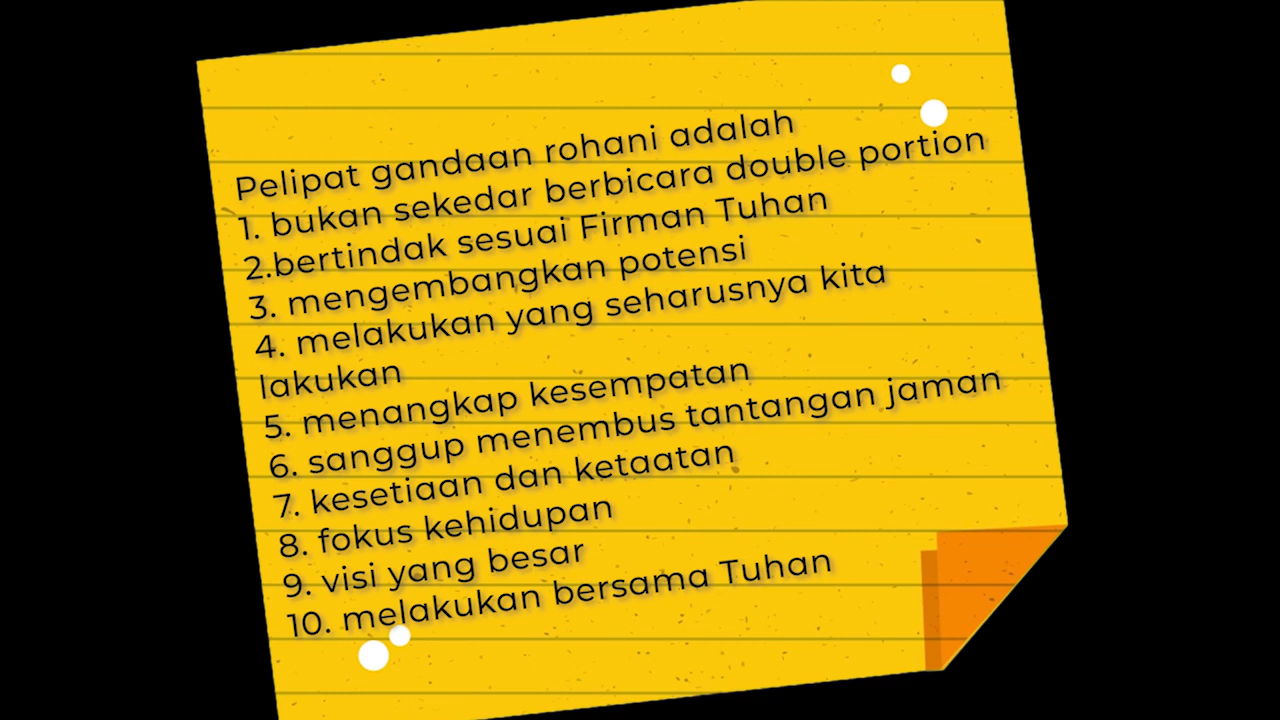 Pelipat gandaan rohani adalah
1. bukan sekedar berbicara double portion
2.bertindak sesuai Firman Tuhan
3. mengembangkan potensi
4. melakukan yang seharusnya kita
lakukan
5. menangkap kesempatan
6. sanggup menembus tantangan jaman
7. kesetiaan dan ketaatan
8. fokus kehidupan
9. visi yang besar
10. melakukan bersama Tuhan